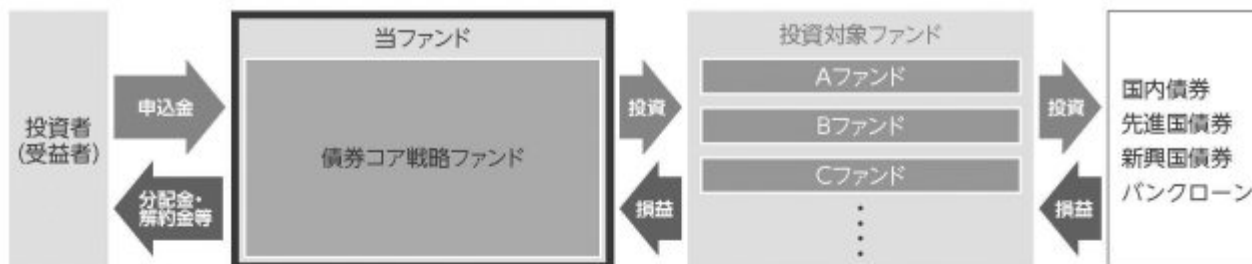 投資者
(受益者)
申込金
分配金・
解約金等
当ファンド
債券コア戦略ファンド
投資
損益
投資対象ファンド
Aファンド
Bファンド
Cファンド
投資
損益
国内債券
先進国債券
新興国債券
バンクローン